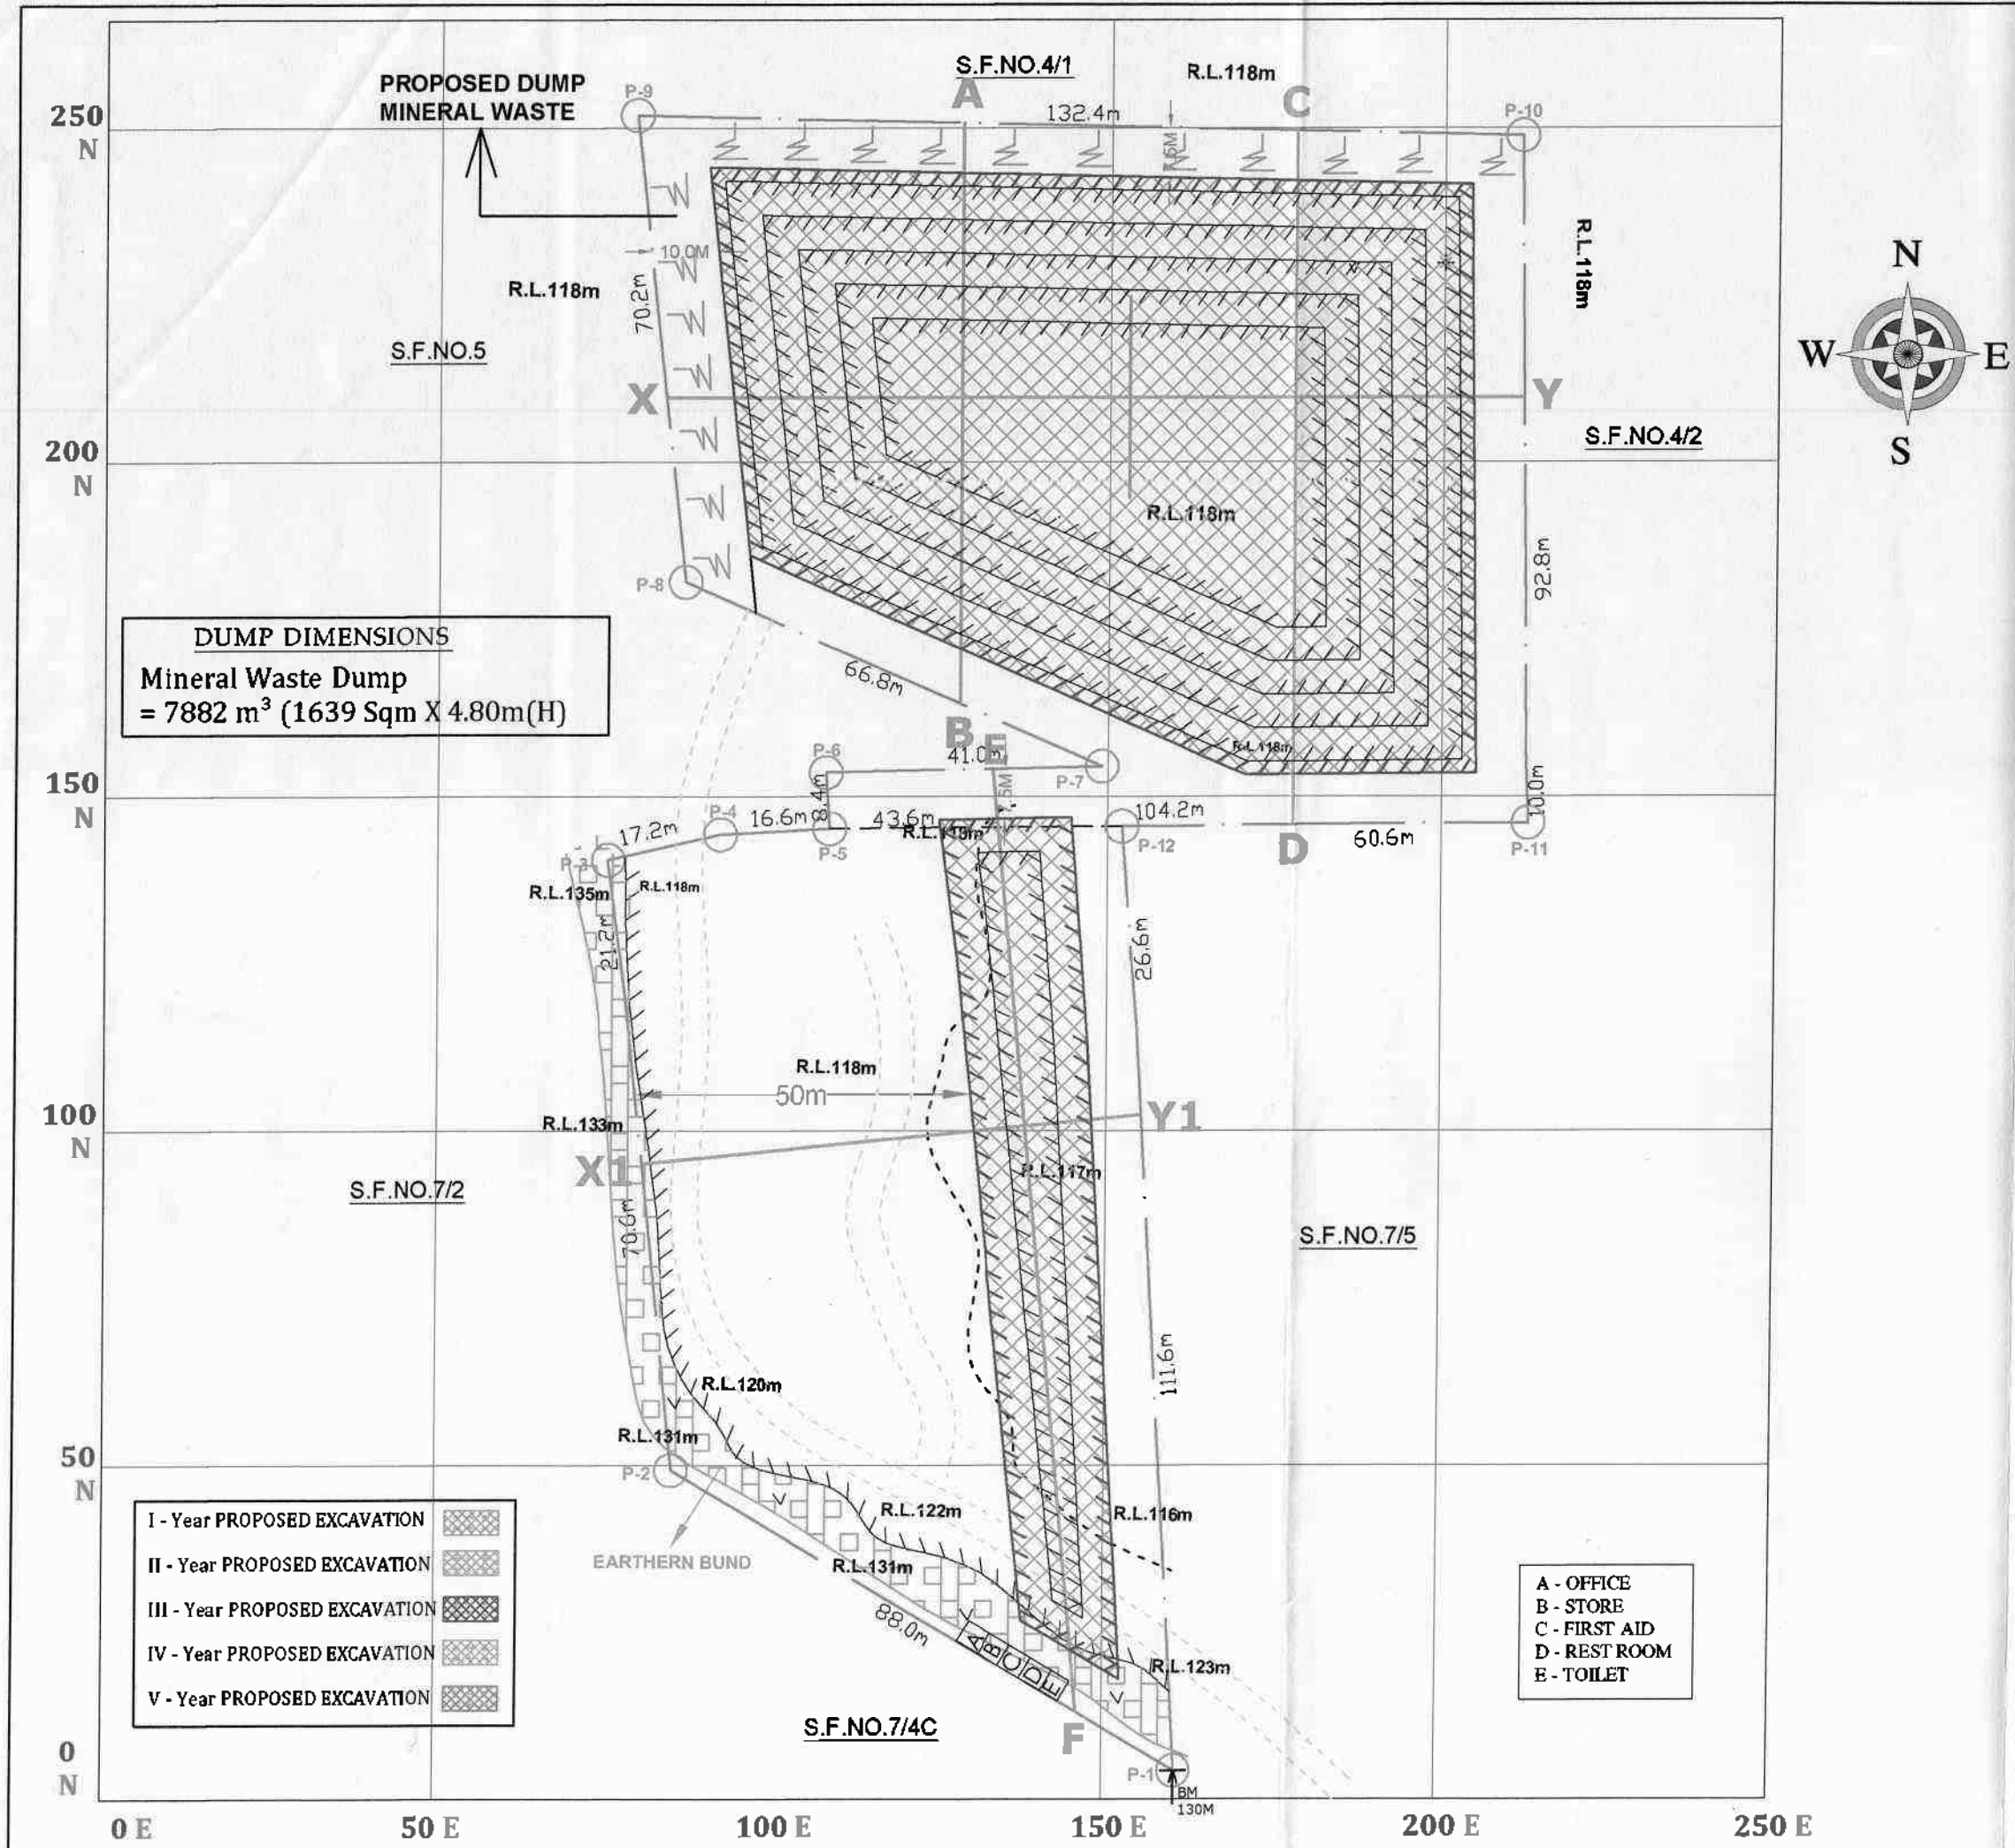 S.F.NO.4/1
R.L.118m
PROPOSED DUMP
MINERAL WASTE
P-9
A
132.4m
C
P-10
250
N
10.0M
R.L.118m
70.2m
R.L.118m
S.F.NO.5
N
W
E
S
X
Y
S.F.NO.4/2
200
N
R.L.118m
92.8m
P-8
DUMP DIMENSIONS
Mineral Waste Dump
= 7882 m³ (1639 Sqm X 4.80m(H)
66.8m
B
E
R.L.118m
P-6
41.0m
P-7
150
N
8.4m
10.0m
17.2m
P-4
16.6m
43.6m
104.2m
P-3
P-5
P-12
D
60.6m
P-11
R.L.135m
R.L.118m
21.2m
26.6m
R.L.118m
50m
100
N
R.L.133m
Y1
X1
R.L.117m
S.F.NO.7/2
70.6m
S.F.NO.7/5
111.6m
R.L.120m
R.L.131m
50
N
P-2
I - Year PROPOSED EXCAVATION
II - Year PROPOSED EXCAVATION
III - Year PROPOSED EXCAVATION
IV - Year PROPOSED EXCAVATION
V - Year PROPOSED EXCAVATION
R.L.122m
R.L.116m
EARTHERN BUND
R.L.131m
88.0m
A B C D E
R.L.123m
A - OFFICE
B - STORE
C - FIRST AID
D - REST ROOM
E - TOILET
S.F.NO.7/4C
F
P-1
BM
130M
0
N
0 E
50 E
100 E
150 E
200 E
250 E